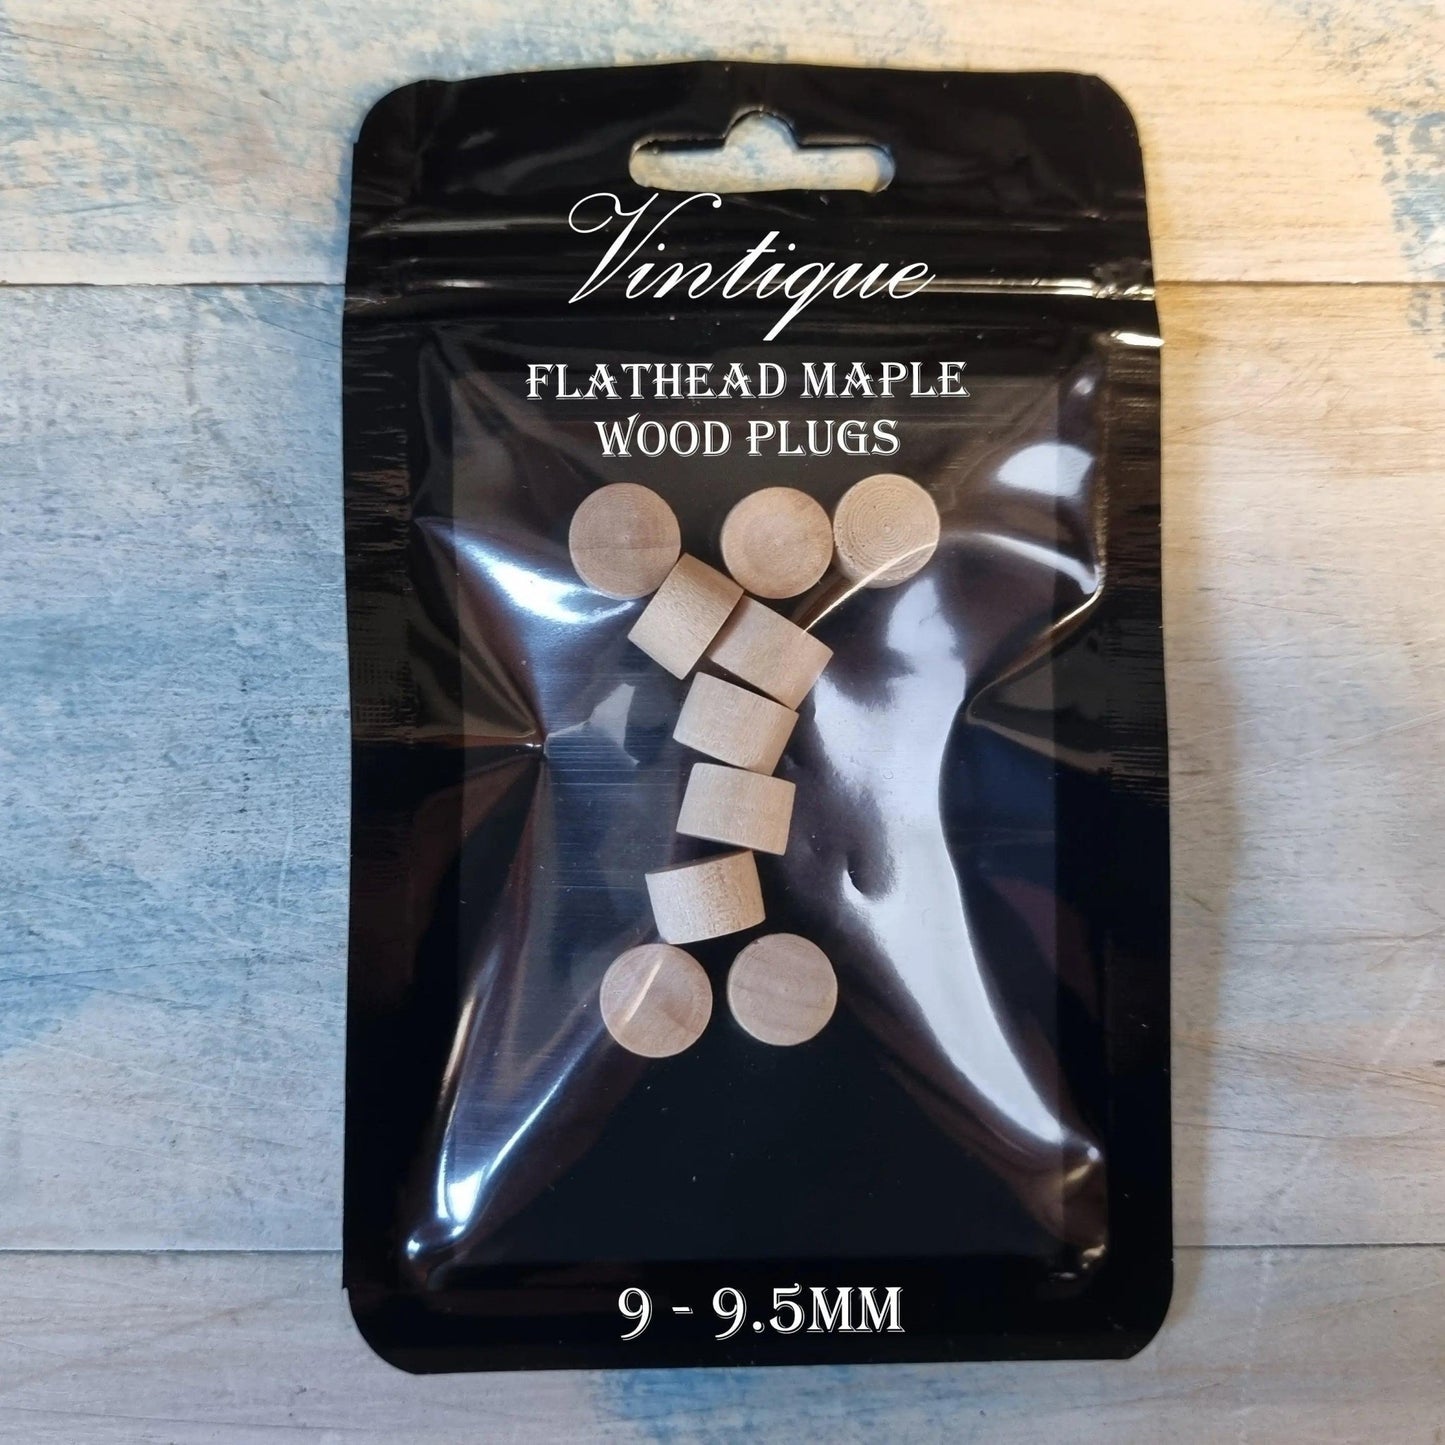 Vintique
FLATHEAD MAPLE
WOOD PLUGS
9 - 9.5MM